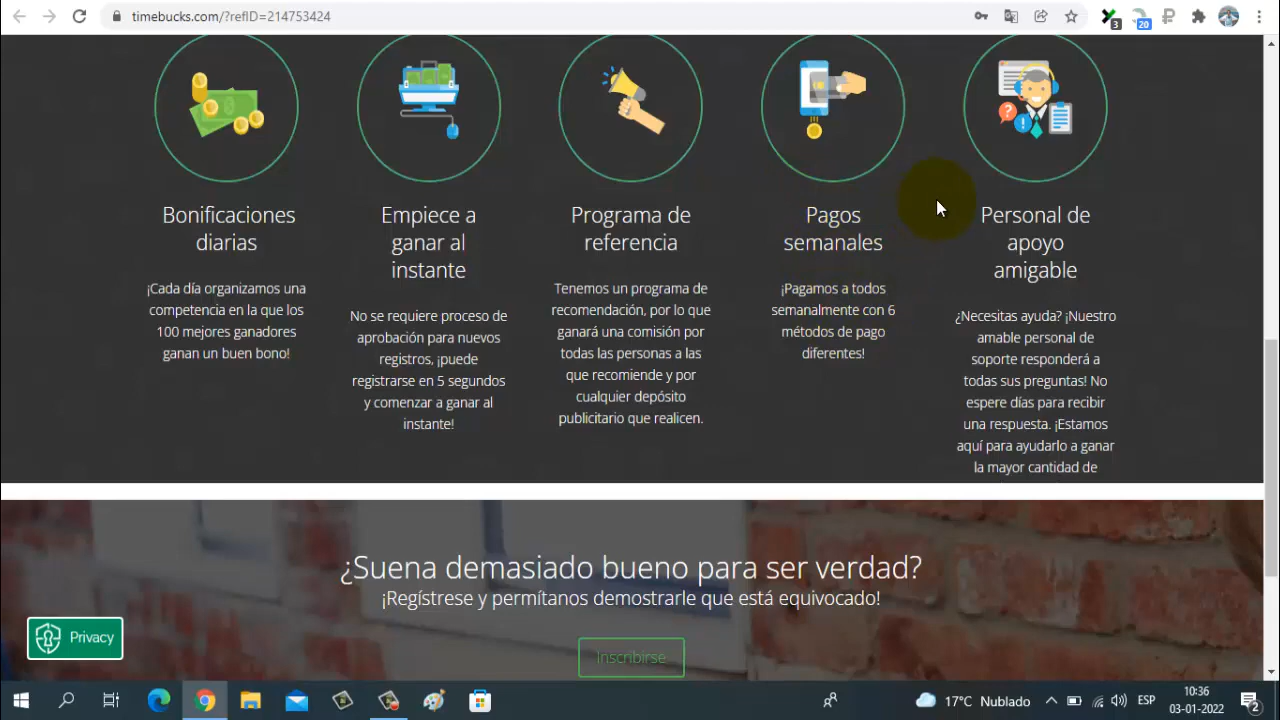 timebucks.com/?refID=214753424
3
20
Bonificaciones
diarias
¡Cada día organizamos una
competencia en la que los
100 mejores ganadores
ganan un buen bono!
Empiece a
ganar al
instante
No se requiere proceso de
aprobación para nuevos
registros, ¡puede
registrarse en 5 segundos
y comenzar a ganar al
instante!
Programa de
referencia
Tenemos un programa de
recomendación, por lo que
ganará una comisión por
todas las personas a las
que recomiende y por
cualquier depósito
publicitario que realicen.
Pagos
semanales
¡Pagamos a todos
semanalmente con 6
métodos de pago
diferentes!
Personal de
apoyo
amigable
¿Necesitas ayuda? ¡Nuestro
amable personal de
soporte responderá a
todas sus preguntas! No
espere días para recibir
una respuesta. ¡Estamos
aquí para ayudarlo a ganar
la mayor cantidad de
¿Suena demasiado bueno para ser verdad?
¡Regístrese y permítanos demostrarle que está equivocado!
Inscribirse
Privacy
17°C Nublado
ESP
10:36
03-01-2022
2